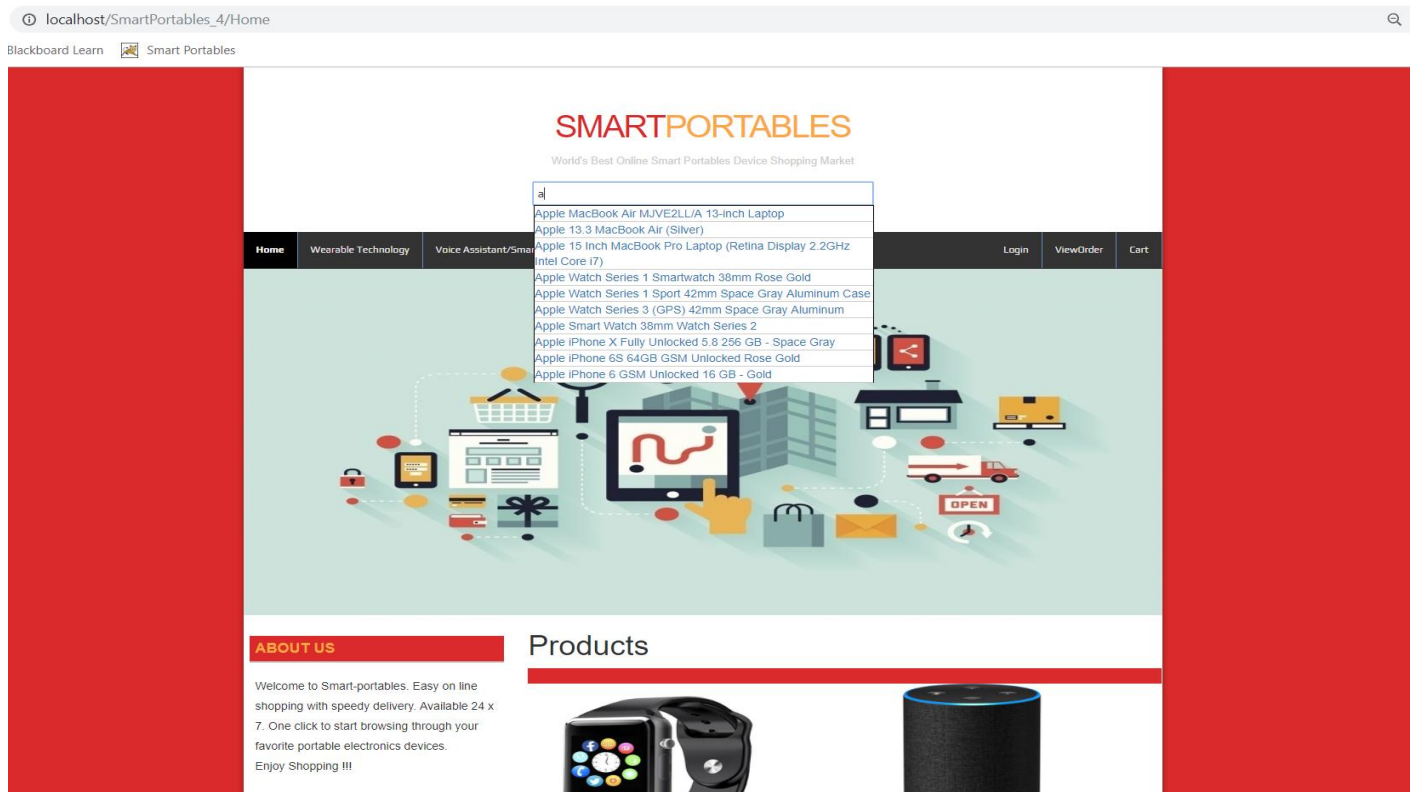 localhost/SmartPortables_4/Home
Blackboard Learn Smart Portables
SMARTPORTABLES
World's Best Online Smart Portables Device Shopping Market
a
Apple MacBook Air MJVE2LL/A 13-inch Laptop
Apple 13.3 MacBook Air (Silver)
Apple 15 Inch MacBook Pro Laptop (Retina Display 2.2GHz
Intel Core i7)
Apple Watch Series 1 Smartwatch 38mm Rose Gold
Apple Watch Series 1 Sport 42mm Space Gray Aluminum Case
Apple Watch Series 3 (GPS) 42mm Space Gray Aluminum
Apple Smart Watch 38mm Watch Series 2
Apple iPhone X Fully Unlocked 5.8 256 GB - Space Gray
Apple iPhone 6S 64GB GSM Unlocked Rose Gold
Apple iPhone 6 GSM Unlocked 16 GB - Gold
Home Wearable Technology Voice Assistant/Smar Login ViewOrder Cart
OPEN
ABOUT US
Welcome to Smart-portables. Easy on line
shopping with speedy delivery. Available 24 x
7. One click to start browsing through your
favorite portable electronics devices.
Enjoy Shopping !!!
Products